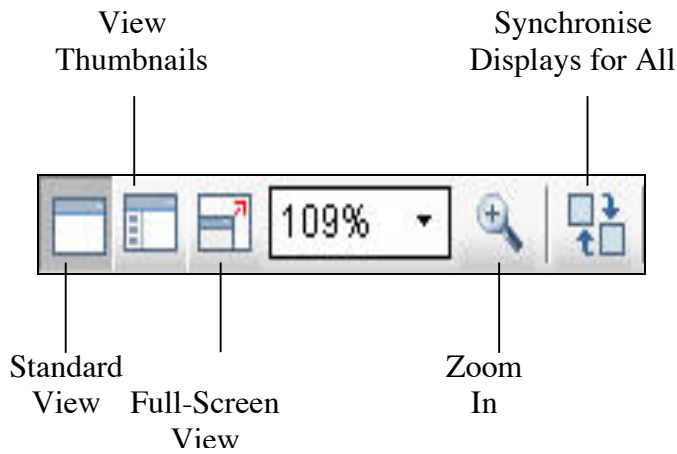 View
Thumbnails
Synchronise
Displays for All
109%
Standard
View
Full-Screen
View
Zoom
In